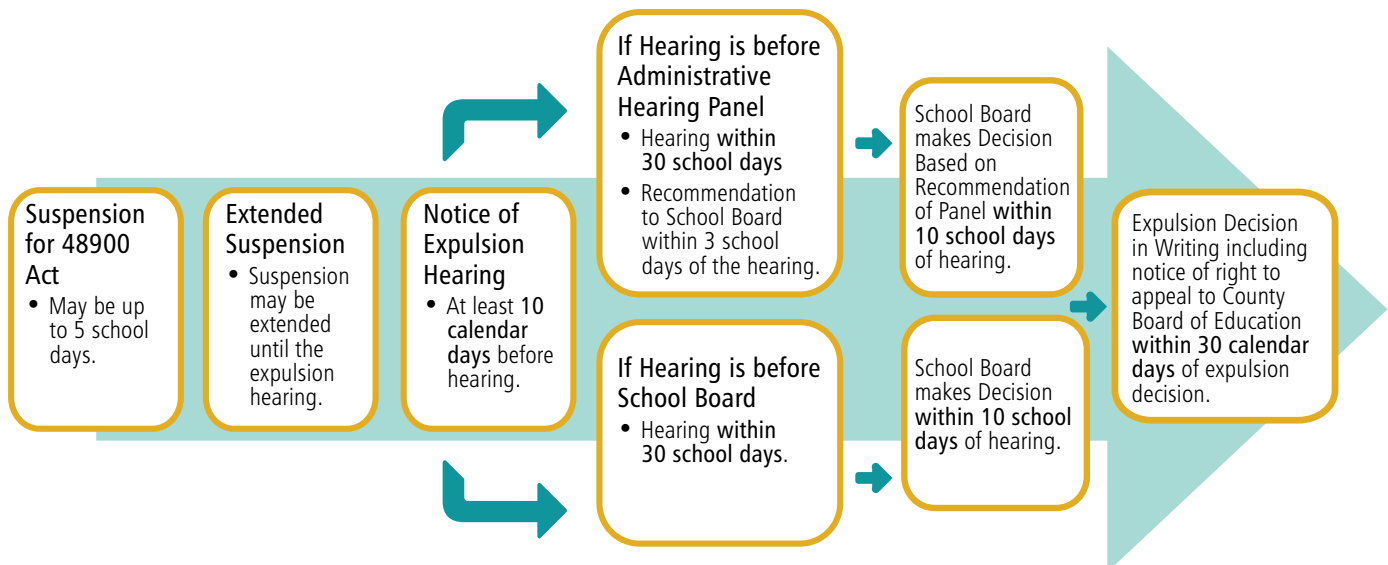 Suspension
for 48900
Act
• May be up
to 5 school
days.
Extended
Suspension
• Suspension
may be
extended
until the
expulsion
hearing.
Notice of
Expulsion
Hearing
• At least 10
calendar
days before
hearing.
If Hearing is before
Administrative
Hearing Panel
• Hearing within
30 school days
• Recommendation
to School Board
within 3 school
days of the hearing.
If Hearing is before
School Board
• Hearing within
30 school days.
School Board
makes Decision
Based on
Recommendation
of Panel within
10 school days
of hearing.
School Board
makes Decision
within 10 school
days of hearing.
Expulsion Decision
in Writing including
notice of right to
appeal to County
Board of Education
within 30 calendar
days of expulsion
decision.